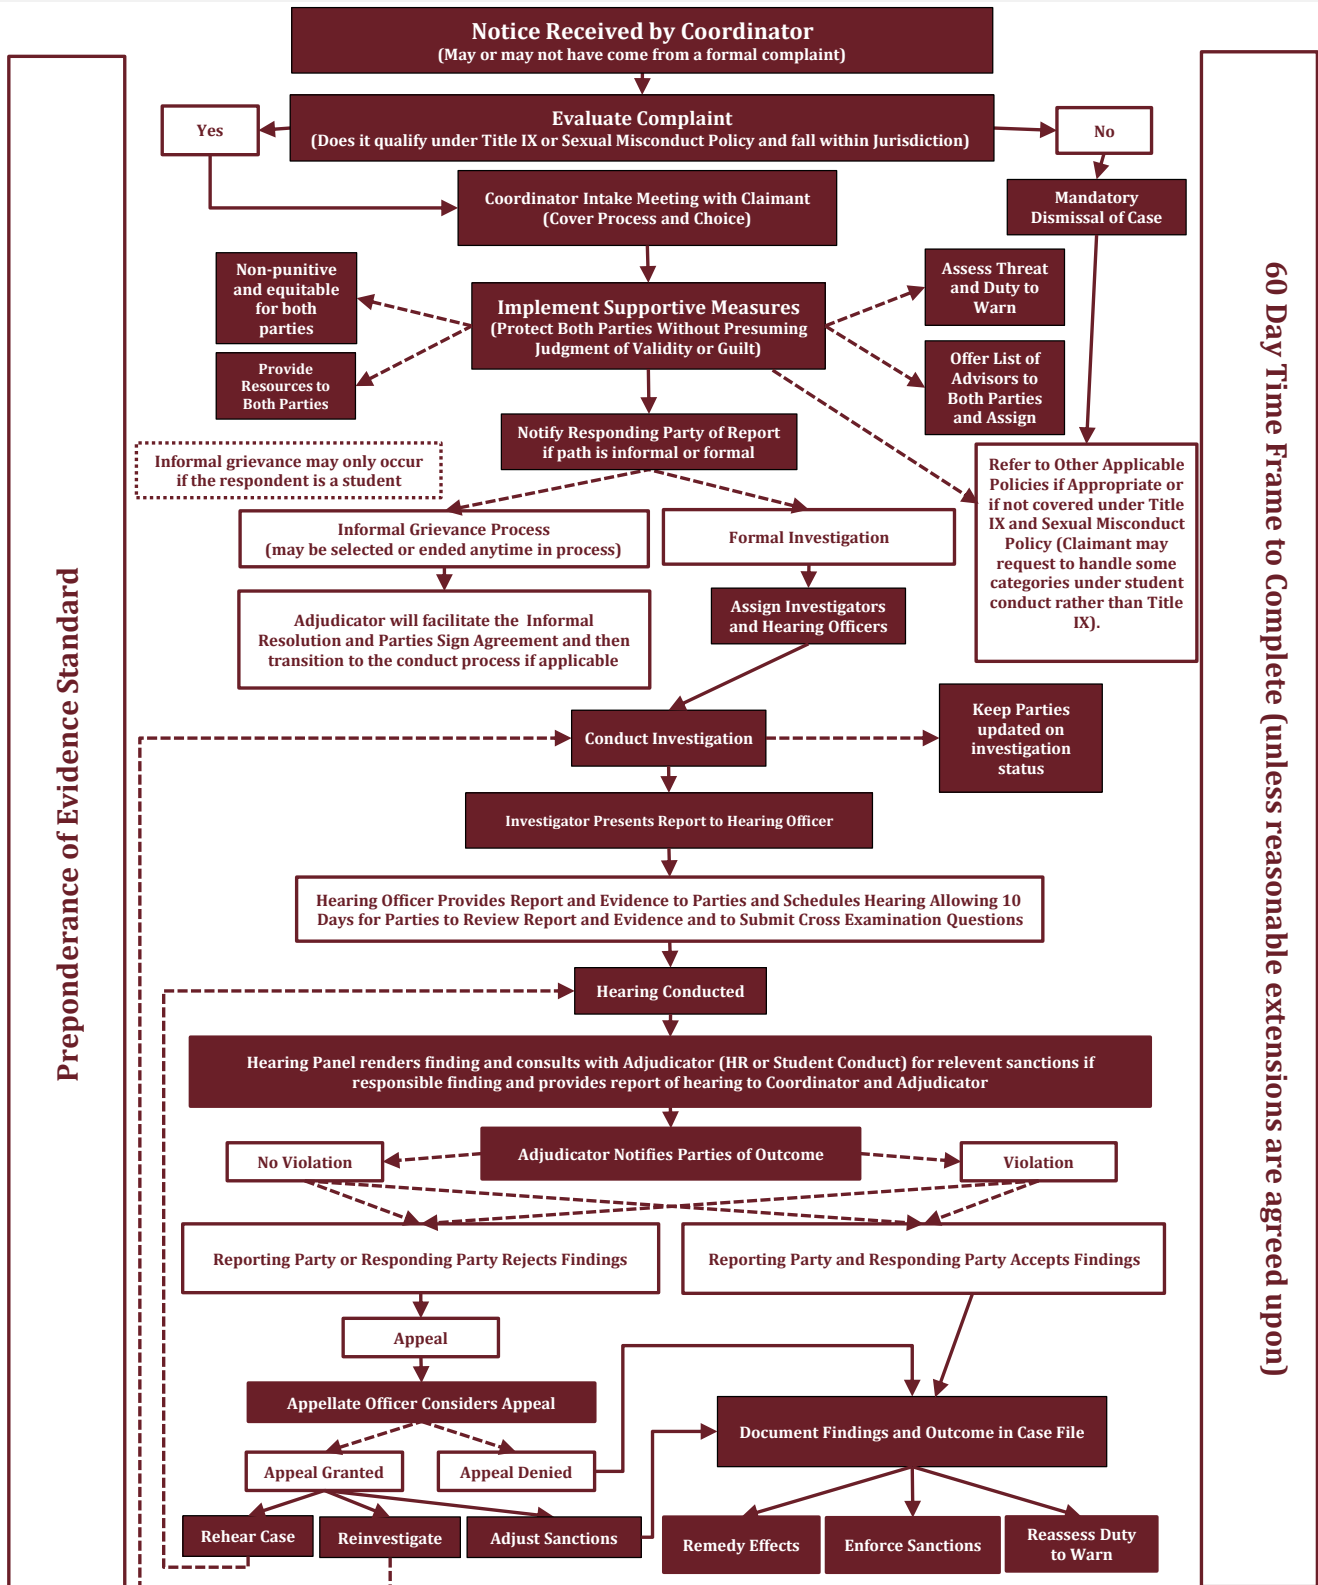 Notice Received by Coordinator
(May or may not have come from a formal complaint)
Evaluate Complaint
(Does it qualify under Title IX or Sexual Misconduct Policy and fall within Jurisdiction)
Yes
No
Coordinator Intake Meeting with Claimant
(Cover Process and Choice)
Mandatory
Dismissal of Case
Non-punitive
and equitable
for both
parties
Implement Supportive Measures
(Protect Both Parties Without Presuming
Judgment of Validity or Guilt)
Assess Threat
and Duty to
Warn
Provide
Resources to
Both Parties
Offer List of
Advisors to
Both Parties
and Assign
Notify Responding Party of Report
if path is informal or formal
Informal grievance may only occur
if the respondent is a student
Refer to Other Applicable
Policies if Appropriate or
if not covered under Title
IX and Sexual Misconduct
Policy (Claimant may
request to handle some
categories under student
conduct rather than Title
IX).
Informal Grievance Process
(may be selected or ended anytime in process)
Formal Investigation
Adjudicator will facilitate the Informal
Resolution and Parties Sign Agreement and then
transition to the conduct process if applicable
Assign Investigators
and Hearing Officers
Conduct Investigation
Keep Parties
updated on
investigation
status
Investigator Presents Report to Hearing Officer
Hearing Officer Provides Report and Evidence to Parties and Schedules Hearing Allowing 10
Days for Parties to Review Report and Evidence and to Submit Cross Examination Questions
Hearing Conducted
Hearing Panel renders finding and consults with Adjudicator (HR or Student Conduct) for relevent sanctions if
responsible finding and provides report of hearing to Coordinator and Adjudicator
Adjudicator Notifies Parties of Outcome
No Violation
Violation
Reporting Party or Responding Party Rejects Findings
Reporting Party and Responding Party Accepts Findings
Appeal
Appellate Officer Considers Appeal
Document Findings and Outcome in Case File
Appeal Granted
Appeal Denied
Rehear Case
Reinvestigate
Adjust Sanctions
Remedy Effects
Enforce Sanctions
Reassess Duty
to Warn
Preponderance of Evidence Standard
60 Day Time Frame to Complete (unless reasonable extensions are agreed upon)